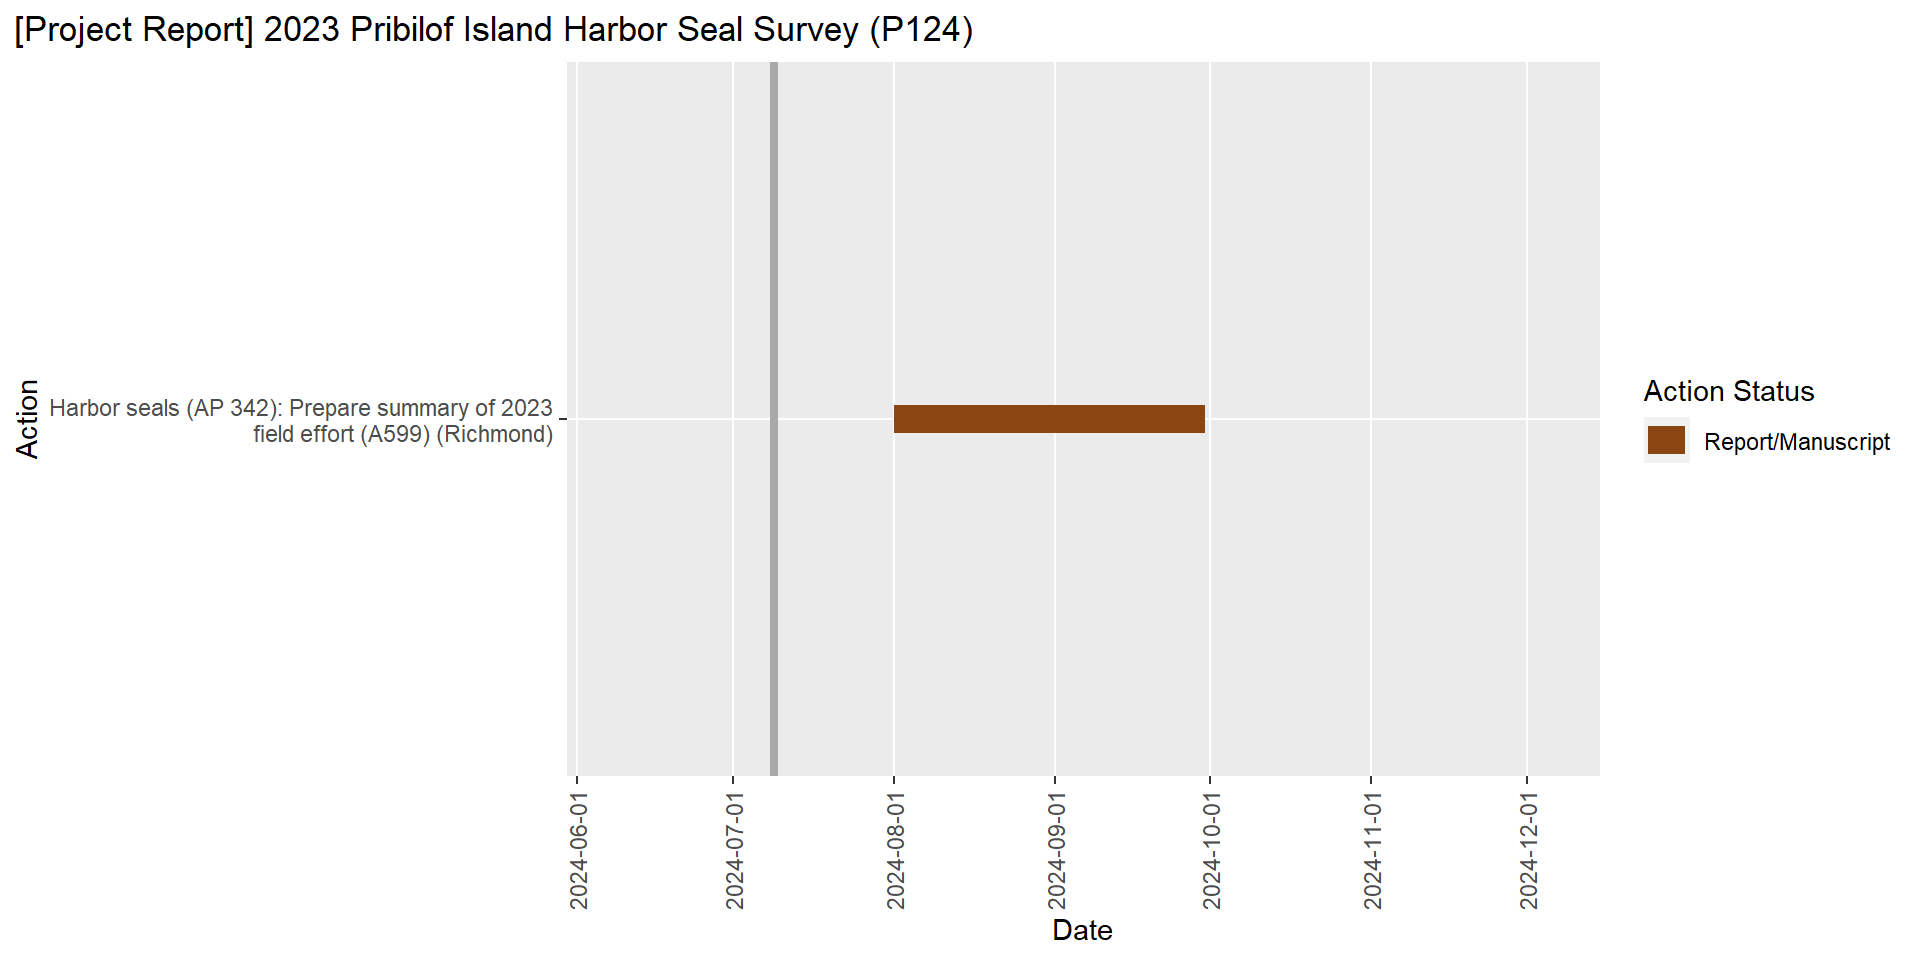 [Project Report] 2023 Pribilof Island Harbor Seal Survey (P124)
Action
Harbor seals (AP 342): Prepare summary of 2023
field effort (A599) (Richmond)
Action Status
Report/Manuscript
2024-06-01
2024-07-01
2024-08-01
2024-09-01
2024-10-01
2024-11-01
2024-12-01
Date